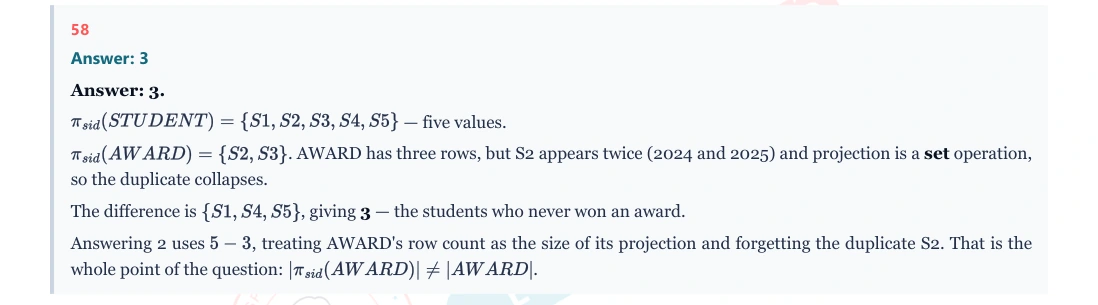 58
Answer: 3
Answer: 3.
π_sid(STUDENT) = {S1, S2, S3, S4, S5} — five values.
π_sid(AWARD) = {S2, S3}. AWARD has three rows, but S2 appears twice (2024 and 2025) and projection is a set operation,
so the duplicate collapses.
The difference is {S1, S4, S5}, giving 3 — the students who never won an award.
Answering 2 uses 5 − 3, treating AWARD's row count as the size of its projection and forgetting the duplicate S2. That is the
whole point of the question: |π_sid(AWARD)| ≠ |AWARD|.